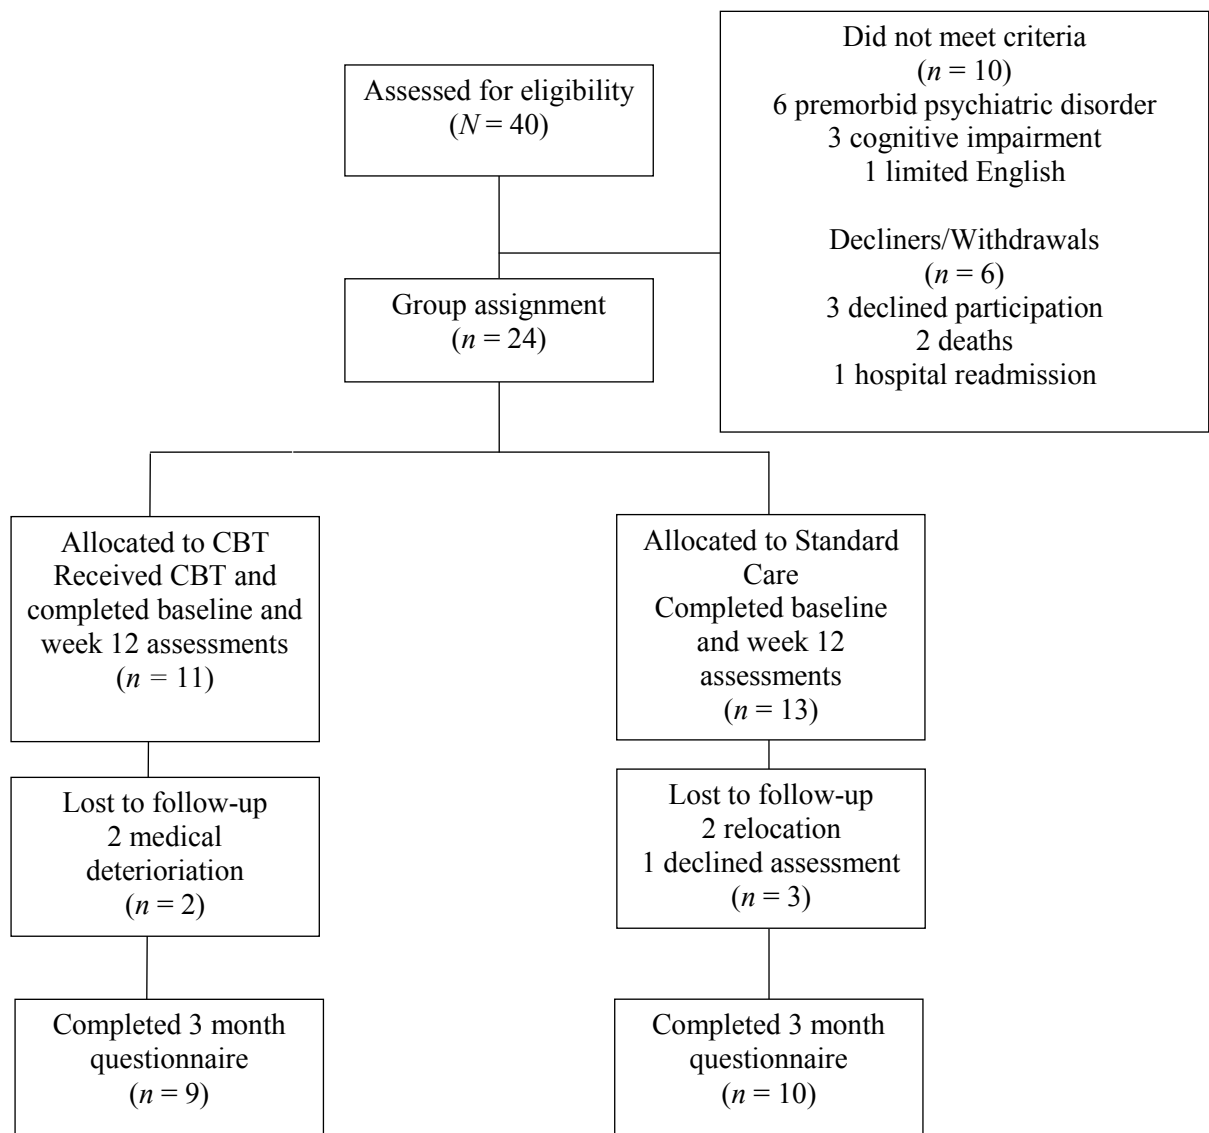 Assessed for eligibility
(N = 40)
Did not meet criteria
(n = 10)
6 premorbid psychiatric disorder
3 cognitive impairment
1 limited English
Decliners/Withdrawals
(n = 6)
3 declined participation
2 deaths
1 hospital readmission
Group assignment
(n = 24)
Allocated to CBT
Received CBT and
completed baseline and
week 12 assessments
(n = 11)
Allocated to Standard
Care
Completed baseline
and week 12
assessments
(n = 13)
Lost to follow-up
2 medical
deterioriation
(n = 2)
Lost to follow-up
2 relocation
1 declined assessment
(n = 3)
Completed 3 month
questionnaire
(n = 9)
Completed 3 month
questionnaire
(n = 10)